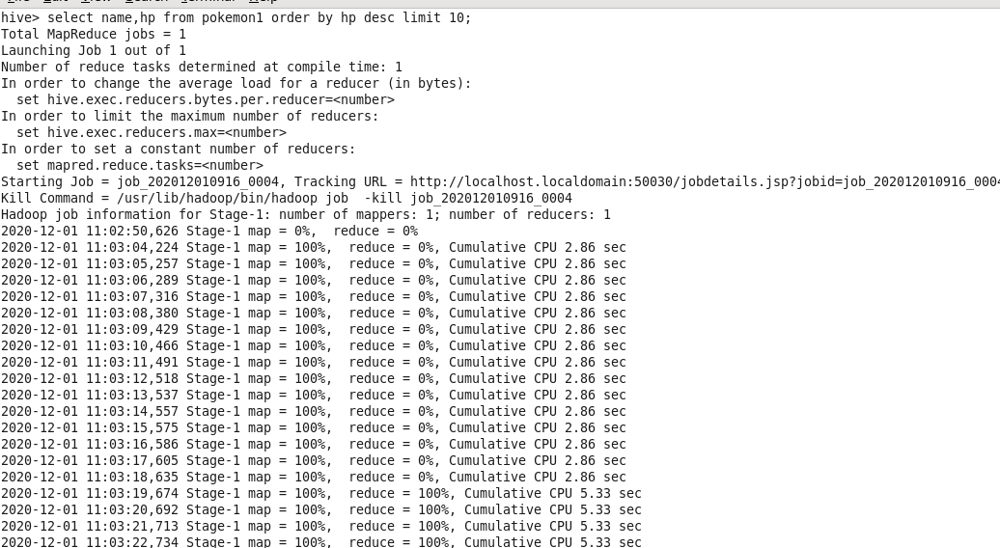 hive> select name,hp from pokemon1 order by hp desc limit 10;
Total MapReduce jobs = 1
Launching Job 1 out of 1
Number of reduce tasks determined at compile time: 1
In order to change the average load for a reducer (in bytes):
  set hive.exec.reducers.bytes.per.reducer=<number>
In order to limit the maximum number of reducers:
  set hive.exec.reducers.max=<number>
In order to set a constant number of reducers:
  set mapred.reduce.tasks=<number>
Starting Job = job_202012010916_0004, Tracking URL = http://localhost.localdomain:50030/jobdetails.jsp?jobid=job_202012010916_0004
Kill Command = /usr/lib/hadoop/bin/hadoop job  -kill job_202012010916_0004
Hadoop job information for Stage-1: number of mappers: 1; number of reducers: 1
2020-12-01 11:02:50,626 Stage-1 map = 0%,  reduce = 0%
2020-12-01 11:03:04,224 Stage-1 map = 100%,  reduce = 0%, Cumulative CPU 2.86 sec
2020-12-01 11:03:05,257 Stage-1 map = 100%,  reduce = 0%, Cumulative CPU 2.86 sec
2020-12-01 11:03:06,289 Stage-1 map = 100%,  reduce = 0%, Cumulative CPU 2.86 sec
2020-12-01 11:03:07,316 Stage-1 map = 100%,  reduce = 0%, Cumulative CPU 2.86 sec
2020-12-01 11:03:08,380 Stage-1 map = 100%,  reduce = 0%, Cumulative CPU 2.86 sec
2020-12-01 11:03:09,429 Stage-1 map = 100%,  reduce = 0%, Cumulative CPU 2.86 sec
2020-12-01 11:03:10,466 Stage-1 map = 100%,  reduce = 0%, Cumulative CPU 2.86 sec
2020-12-01 11:03:11,491 Stage-1 map = 100%,  reduce = 0%, Cumulative CPU 2.86 sec
2020-12-01 11:03:12,518 Stage-1 map = 100%,  reduce = 0%, Cumulative CPU 2.86 sec
2020-12-01 11:03:13,537 Stage-1 map = 100%,  reduce = 0%, Cumulative CPU 2.86 sec
2020-12-01 11:03:14,557 Stage-1 map = 100%,  reduce = 0%, Cumulative CPU 2.86 sec
2020-12-01 11:03:15,575 Stage-1 map = 100%,  reduce = 0%, Cumulative CPU 2.86 sec
2020-12-01 11:03:16,586 Stage-1 map = 100%,  reduce = 0%, Cumulative CPU 2.86 sec
2020-12-01 11:03:17,605 Stage-1 map = 100%,  reduce = 0%, Cumulative CPU 2.86 sec
2020-12-01 11:03:18,635 Stage-1 map = 100%,  reduce = 0%, Cumulative CPU 2.86 sec
2020-12-01 11:03:19,674 Stage-1 map = 100%,  reduce = 100%, Cumulative CPU 5.33 sec
2020-12-01 11:03:20,692 Stage-1 map = 100%,  reduce = 100%, Cumulative CPU 5.33 sec
2020-12-01 11:03:21,713 Stage-1 map = 100%,  reduce = 100%, Cumulative CPU 5.33 sec
2020-12-01 11:03:22,734 Stage-1 map = 100%,  reduce = 100%, Cumulative CPU 5.33 sec